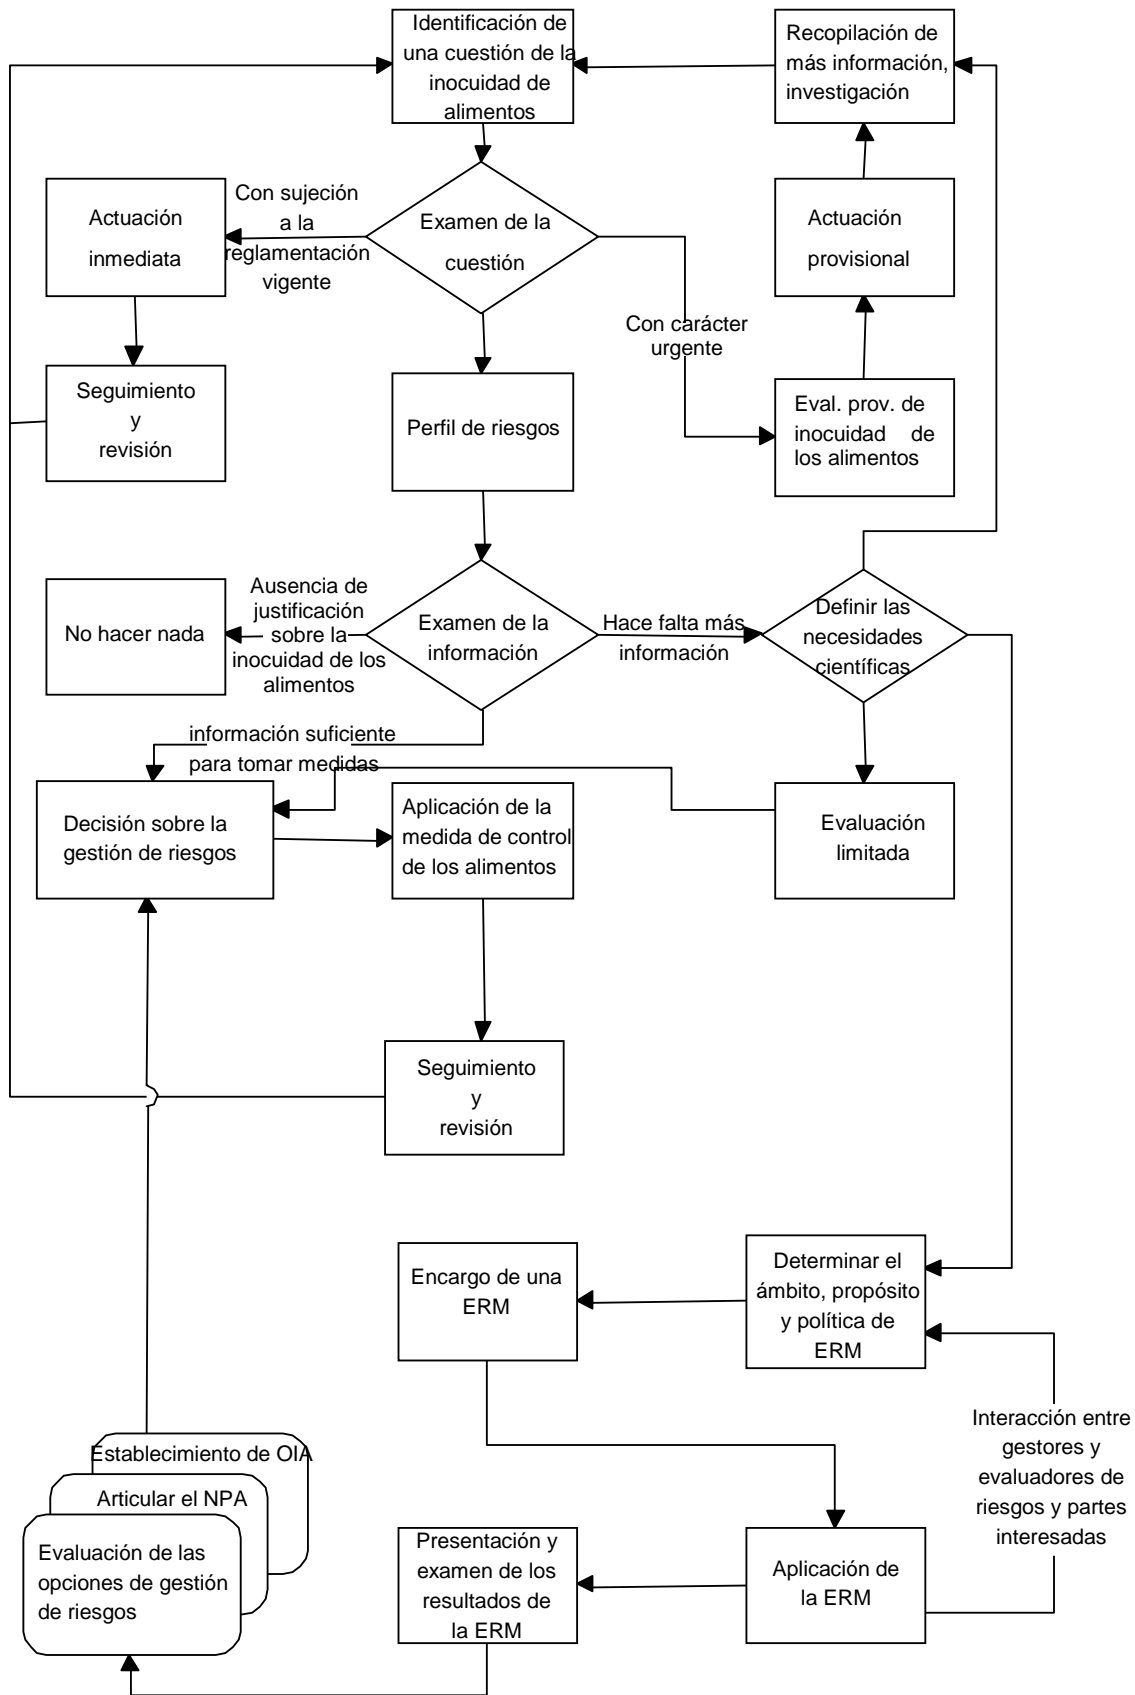 Identificación de
una cuestión de la
inocuidad de
alimentos
Recopilación de
más información,
investigación
Con sujeción
a la
reglamentación
vigente
Actuación
inmediata
Examen de la
cuestión
Actuación
provisional
Con carácter
urgente
Seguimiento
y
revisión
Perfil de riesgos
Eval. prov. de
inocuidad de
los alimentos
No hacer nada
Ausencia de
justificación
sobre la
inocuidad de los
alimentos
Examen de la
información
Hace falta más
información
Definir las
necesidades
científicas
información suficiente
para tomar medidas
Decisión sobre la
gestión de riesgos
Aplicación de la
medida de control
de los alimentos
Evaluación
limitada
Seguimiento
y
revisión
Encargo de una
ERM
Determinar el
ámbito, propósito
y política de
ERM
Interacción entre
gestores y
evaluadores de
riesgos y partes
interesadas
Establecimiento de OIA
Articular el NPA
Evaluación de las
opciones de gestión
de riesgos
Presentación y
examen de los
resultados de
la ERM
Aplicación de
la ERM